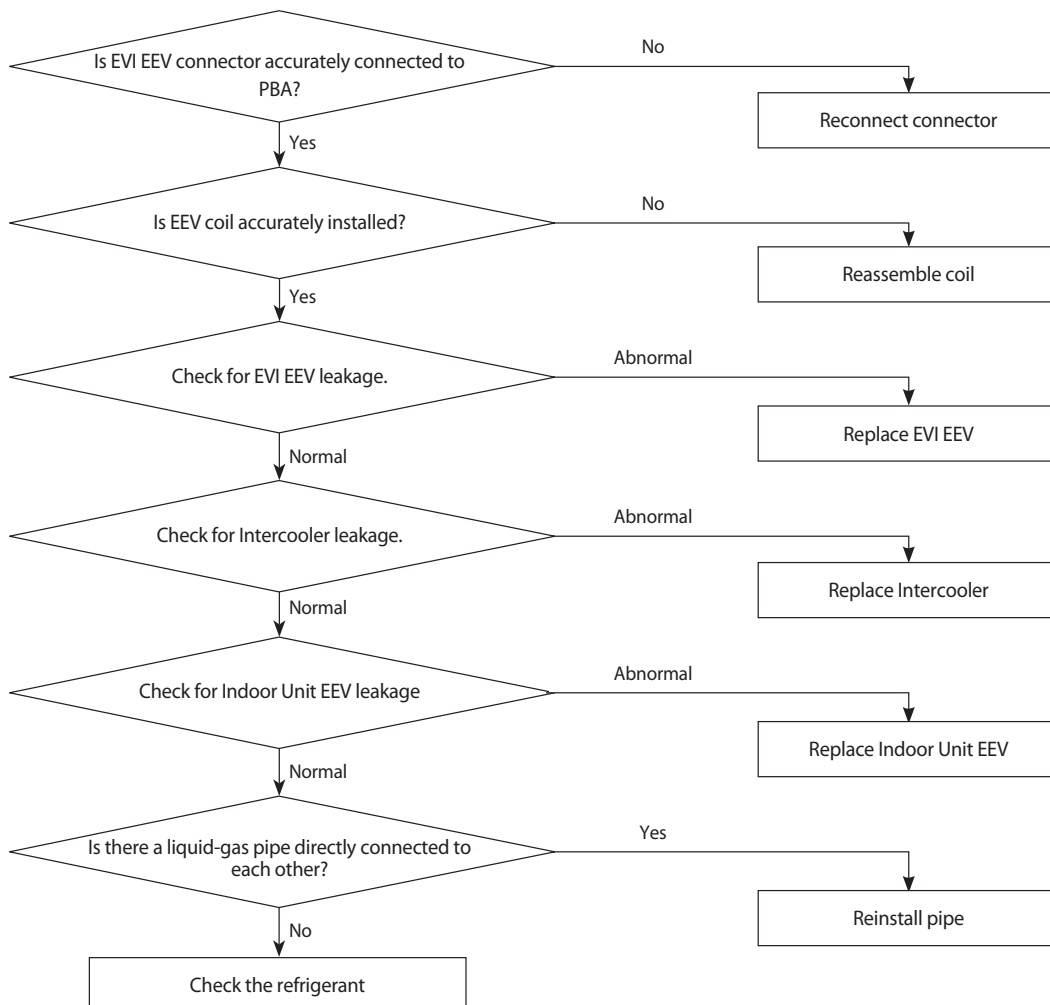 Is EVI EEV connector accurately connected to
PBA?
No
Reconnect connector
Yes
Is EEV coil accurately installed?
No
Reassemble coil
Yes
Check for EVI EEV leakage.
Abnormal
Replace EVI EEV
Normal
Check for Intercooler leakage.
Abnormal
Replace Intercooler
Normal
Check for Indoor Unit EEV leakage
Abnormal
Replace Indoor Unit EEV
Normal
Is there a liquid-gas pipe directly connected to
each other?
Yes
Reinstall pipe
No
Check the refrigerant